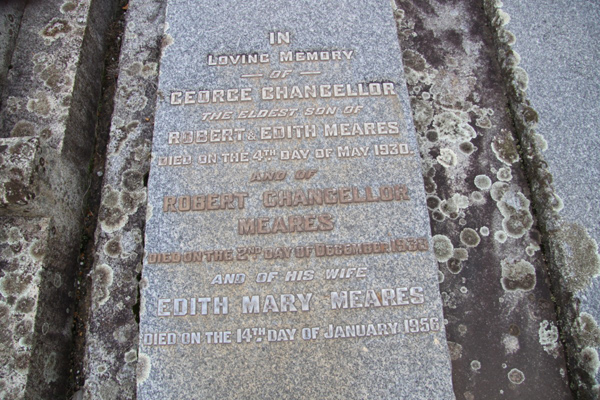 IN
LOVING MEMORY
OF
GEORGE CHANCELLOR
THE ELDEST SON OF
ROBERT & EDITH MEARES
DIED ON THE 4TH DAY OF MAY 1930
AND OF
ROBERT CHANCELLOR
MEARES
DIED ON THE 2ND DAY OF DECEMBER
AND OF HIS WIFE
EDITH MARY MEARES
DIED ON THE 14TH DAY OF JANUARY 1956